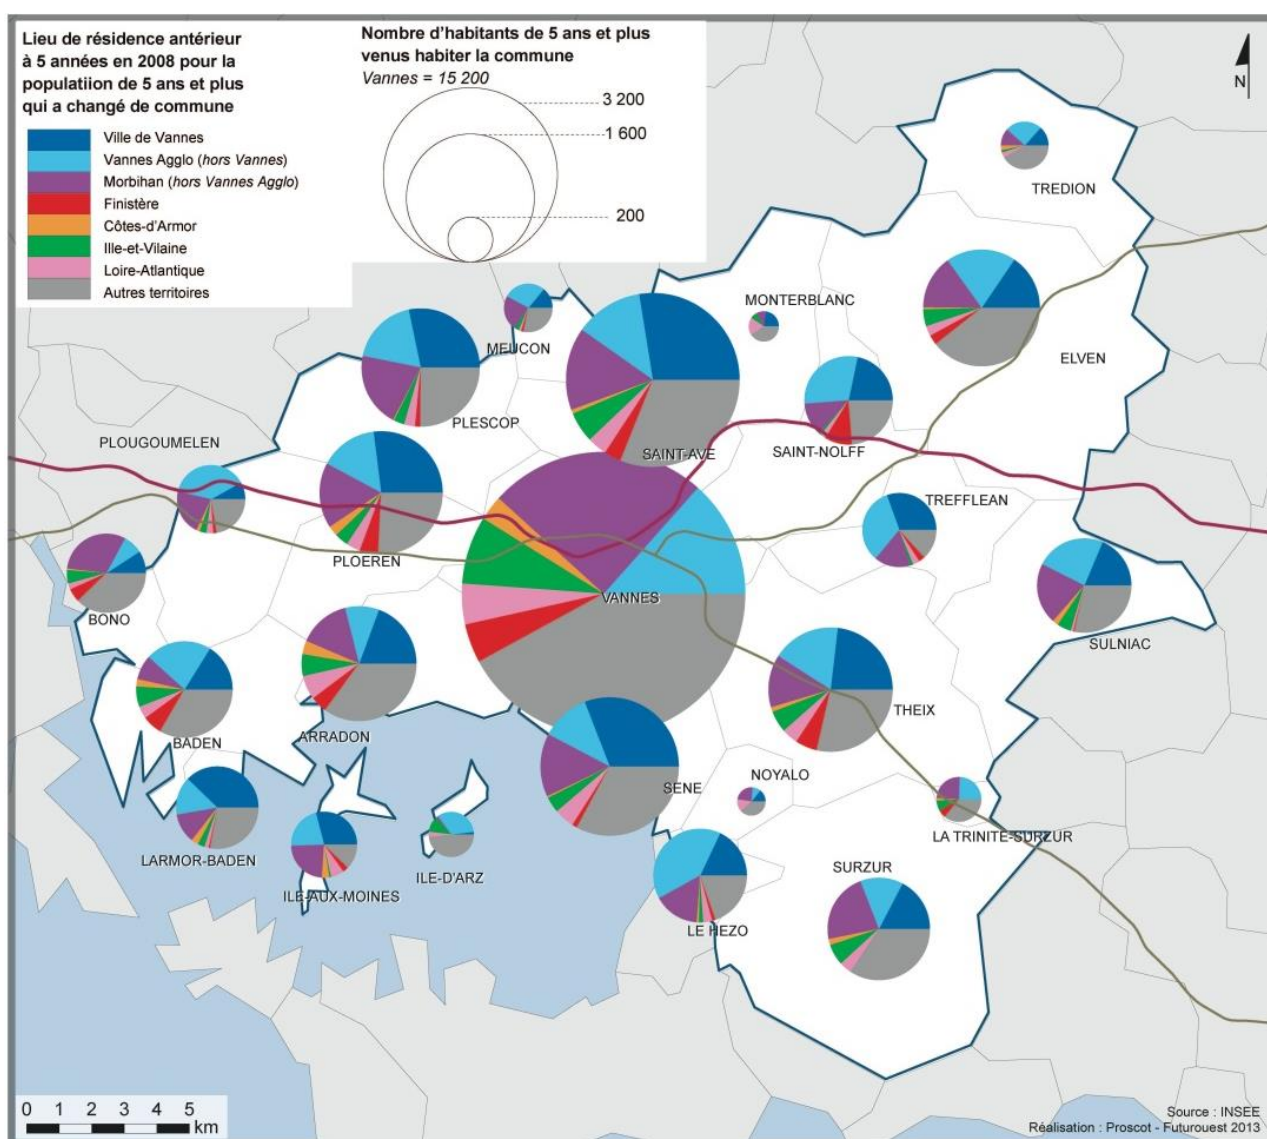 Lieu de résidence antérieur
à 5 années en 2008 pour la
populatiion de 5 ans et plus
qui a changé de commune
Ville de Vannes
Vannes Agglo (hors Vannes)
Morbihan (hors Vannes Agglo)
Finistère
Côtes-d'Armor
Ille-et-Vilaine
Loire-Atlantique
Autres territoires
Nombre d'habitants de 5 ans et plus
venus habiter la commune
Vannes = 15 200
3 200
1 600
200
N
TREDION
MONTERBLANC
MEUCON
ELVEN
PLESCOP
PLOUGOUMELEN
SAINT-AVE
SAINT-NOLFF
TREFFLEAN
PLOEREN
VANNES
BONO
SULNIAC
THEIX
BADEN
ARRADON
NOYALO
SENE
LA TRINITE-SURZUR
LARMOR-BADEN
ILE-D'ARZ
ILE-AUX-MOINES
SURZUR
LE HEZO
0 1 2 3 4 5
km
Source : INSEE
Réalisation : Proscot - Futurouest 2013